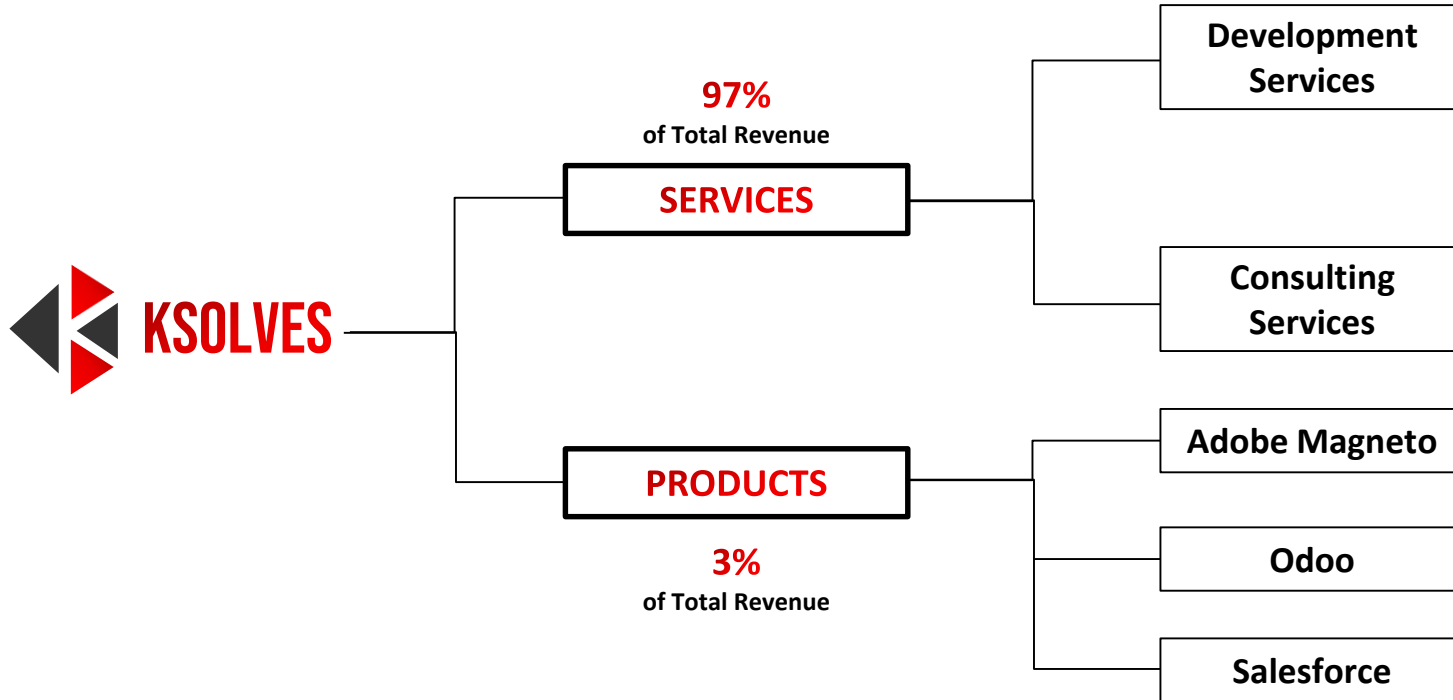 KSOLVES
97%
of Total Revenue
SERVICES
Development
Services
Consulting
Services
PRODUCTS
3%
of Total Revenue
Adobe Magneto
Odoo
Salesforce